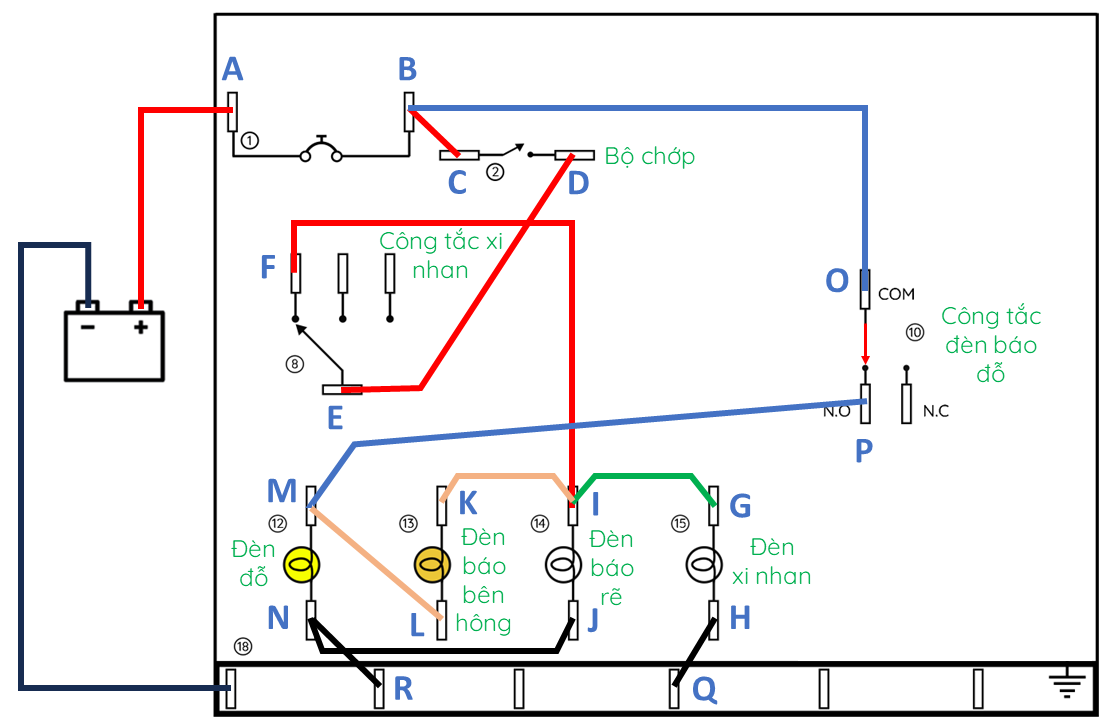 A
B
①
Bộ chớp
②
C
D
Công tắc xi
nhan
F
O
COM
⑩
Công tắc
đèn báo
đỗ
− +
⑧
E
N.O
N.C
P
M
K
I
G
⑫
⑬
⑭
⑮
Đèn
đỗ
Đèn
báo
bên
hông
Đèn
báo
rẽ
Đèn
xi nhan
N
L
J
H
⑱
R
Q